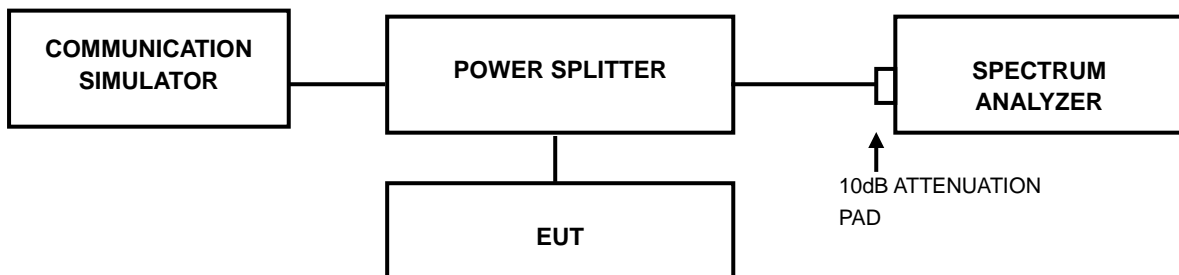 COMMUNICATION
SIMULATOR
POWER SPLITTER
SPECTRUM
ANALYZER
10dB ATTENUATION
PAD
EUT